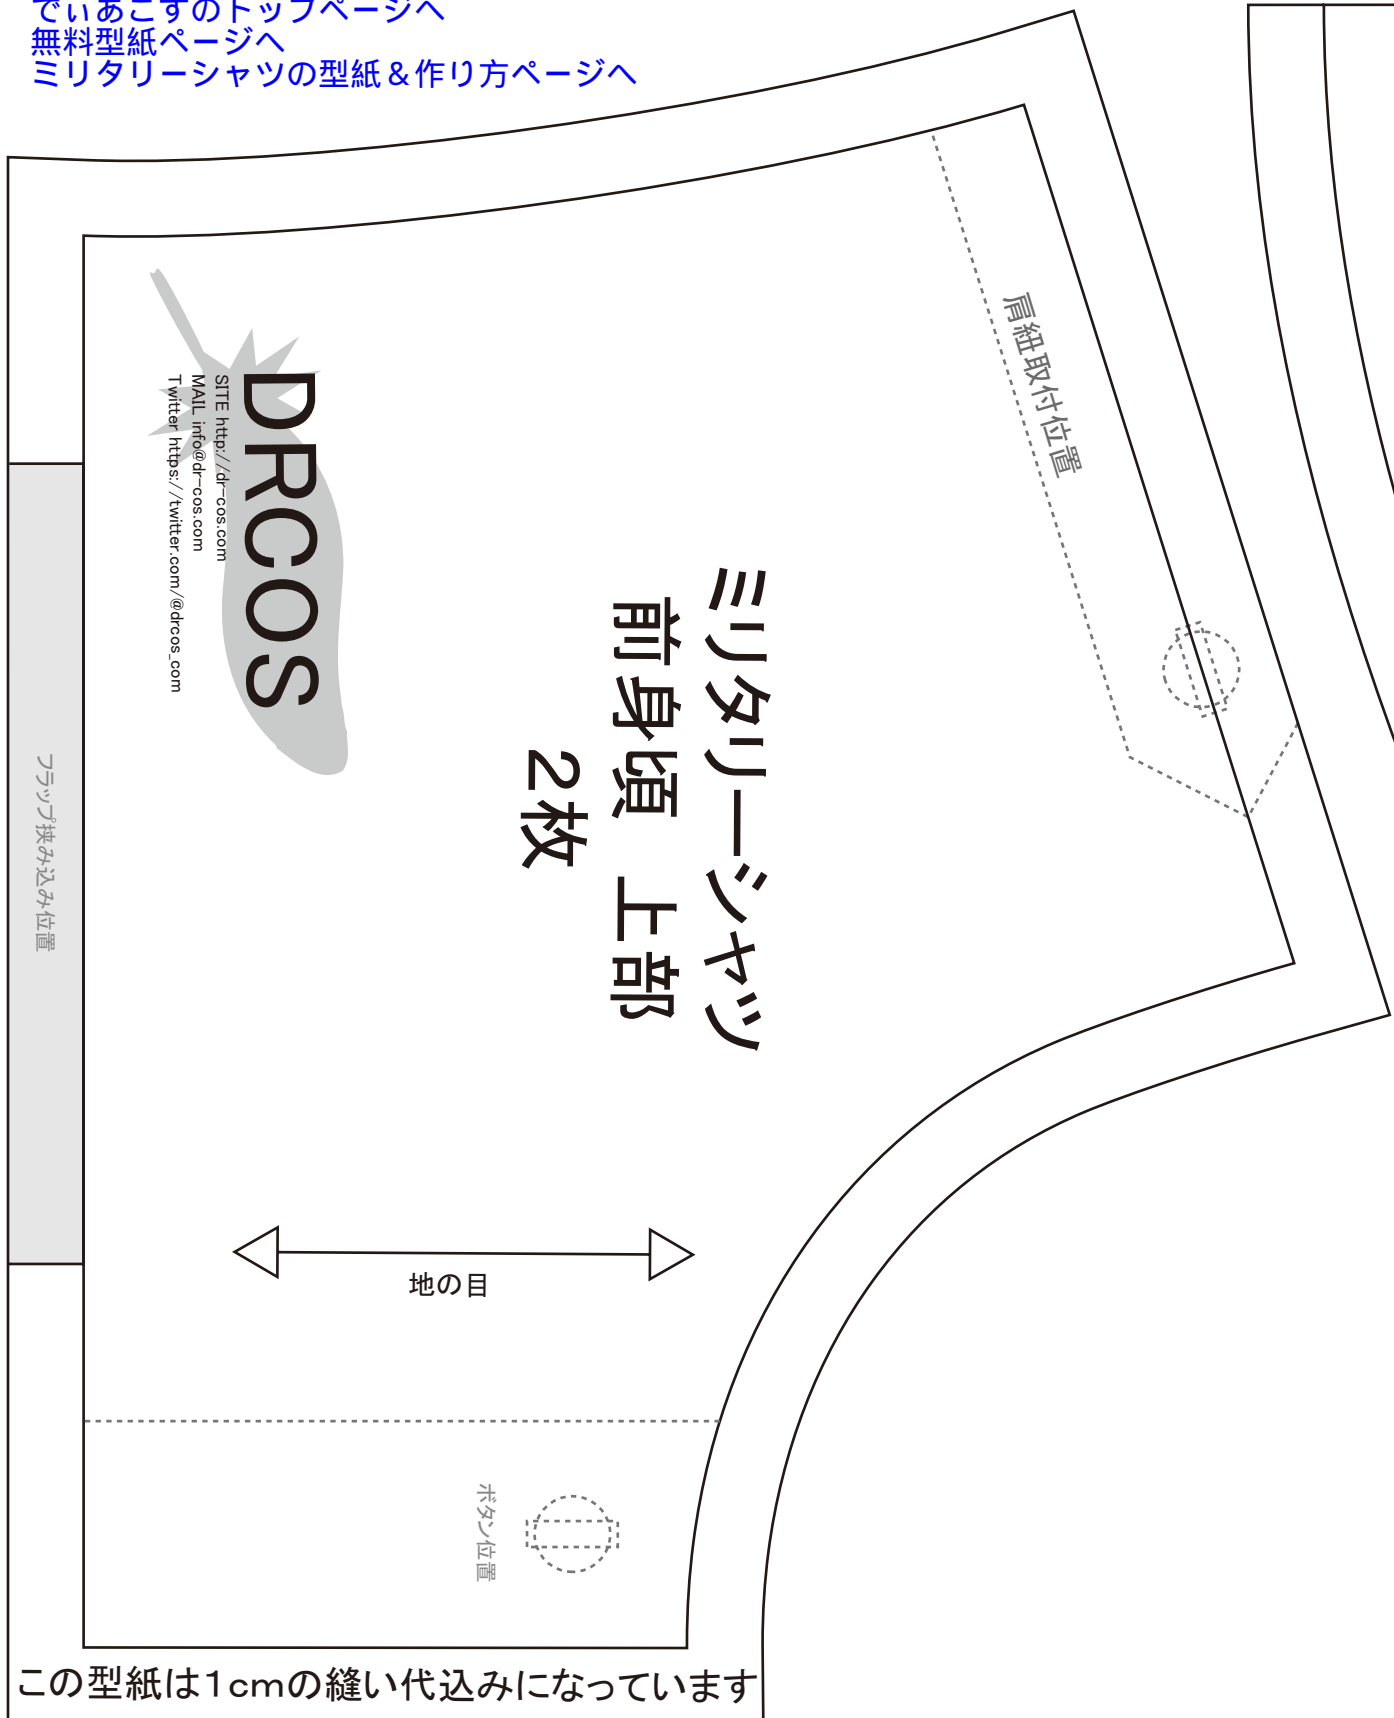 でぃあこすのトップページへ
無料型紙ページへ
ミリタリーシャツの型紙＆作り方ページへ
肩紐取付位置
DRCOS
SITE http://dr-cos.com
MAIL info@dr-cos.com
Twitter https://twitter.com/@drcos_com
ミリタリーシャツ
前身頃 上部
2枚
フラップ挟み込み位置
地の目
ボタン位置
この型紙は1cmの縫い代込みになっています